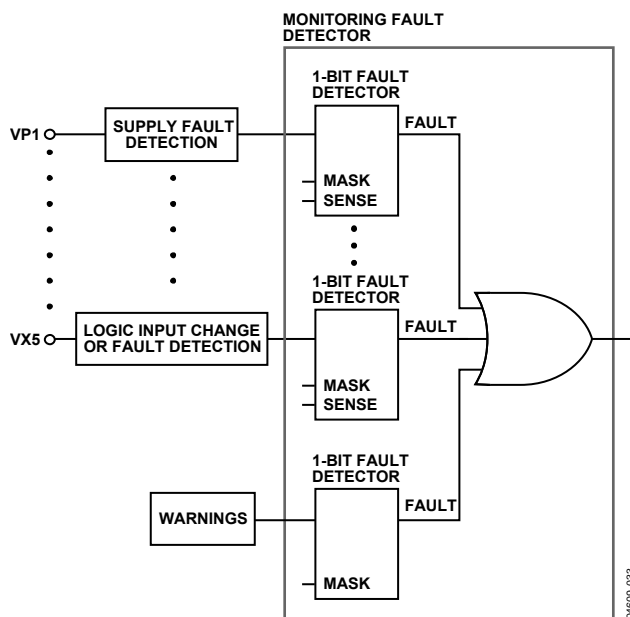 MONITORING FAULT
DETECTOR
1-BIT FAULT
DETECTOR
VP1
SUPPLY FAULT
DETECTION
FAULT
MASK
SENSE
1-BIT FAULT
DETECTOR
VX5
LOGIC INPUT CHANGE
OR FAULT DETECTION
FAULT
MASK
SENSE
1-BIT FAULT
DETECTOR
WARNINGS
FAULT
MASK